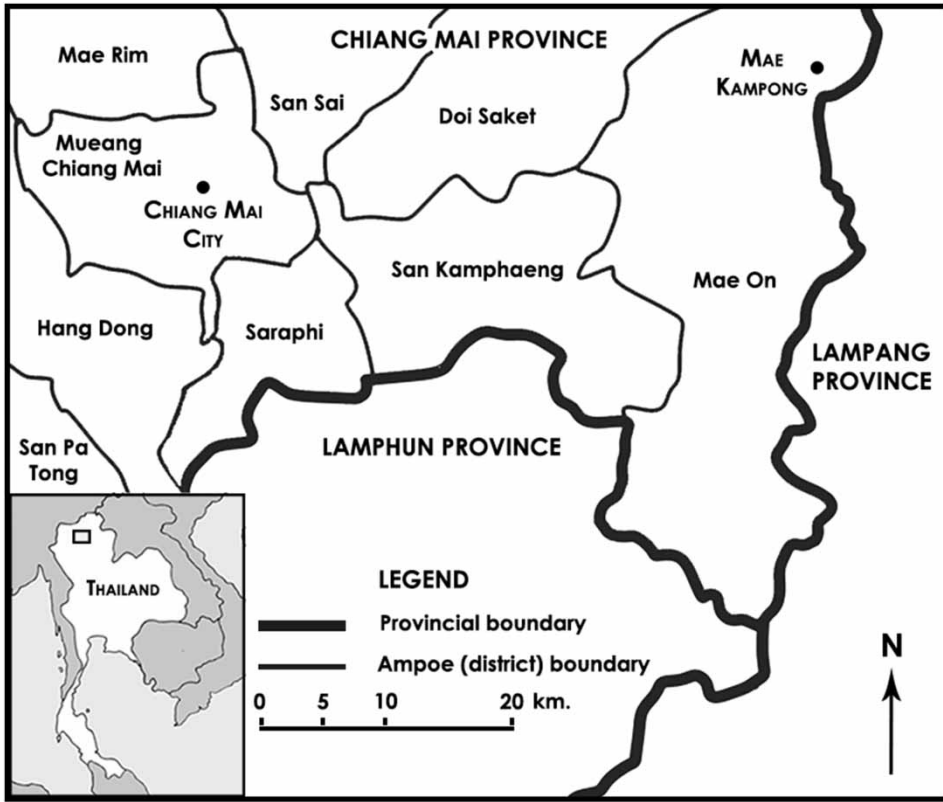 CHIANG MAI PROVINCE
Mae Rim
San Sai
MAE
KAMPONG
Doi Saket
Mueang
Chiang Mai
CHIANG MAI
CITY
San Kamphaeng
Mae On
Hang Dong
Saraphi
LAMPANG
PROVINCE
San Pa
Tong
LAMPHUN PROVINCE
THAILAND
LEGEND
Provincial boundary
Ampoe (district) boundary
0 5 10 20 km.
N